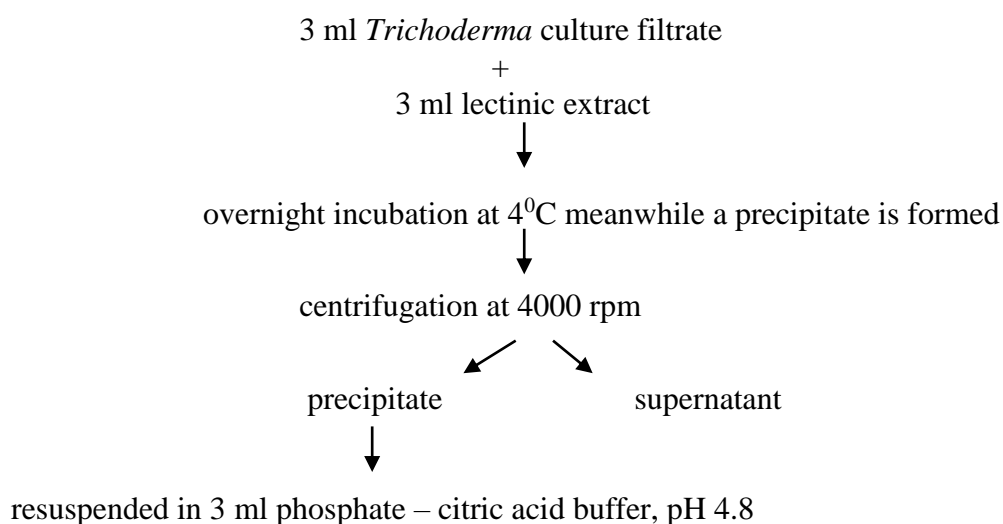 3 ml Trichoderma culture filtrate
+
3 ml lectinic extract
overnight incubation at 4⁰C meanwhile a precipitate is formed
centrifugation at 4000 rpm
precipitate supernatant
resuspended in 3 ml phosphate – citric acid buffer, pH 4.8